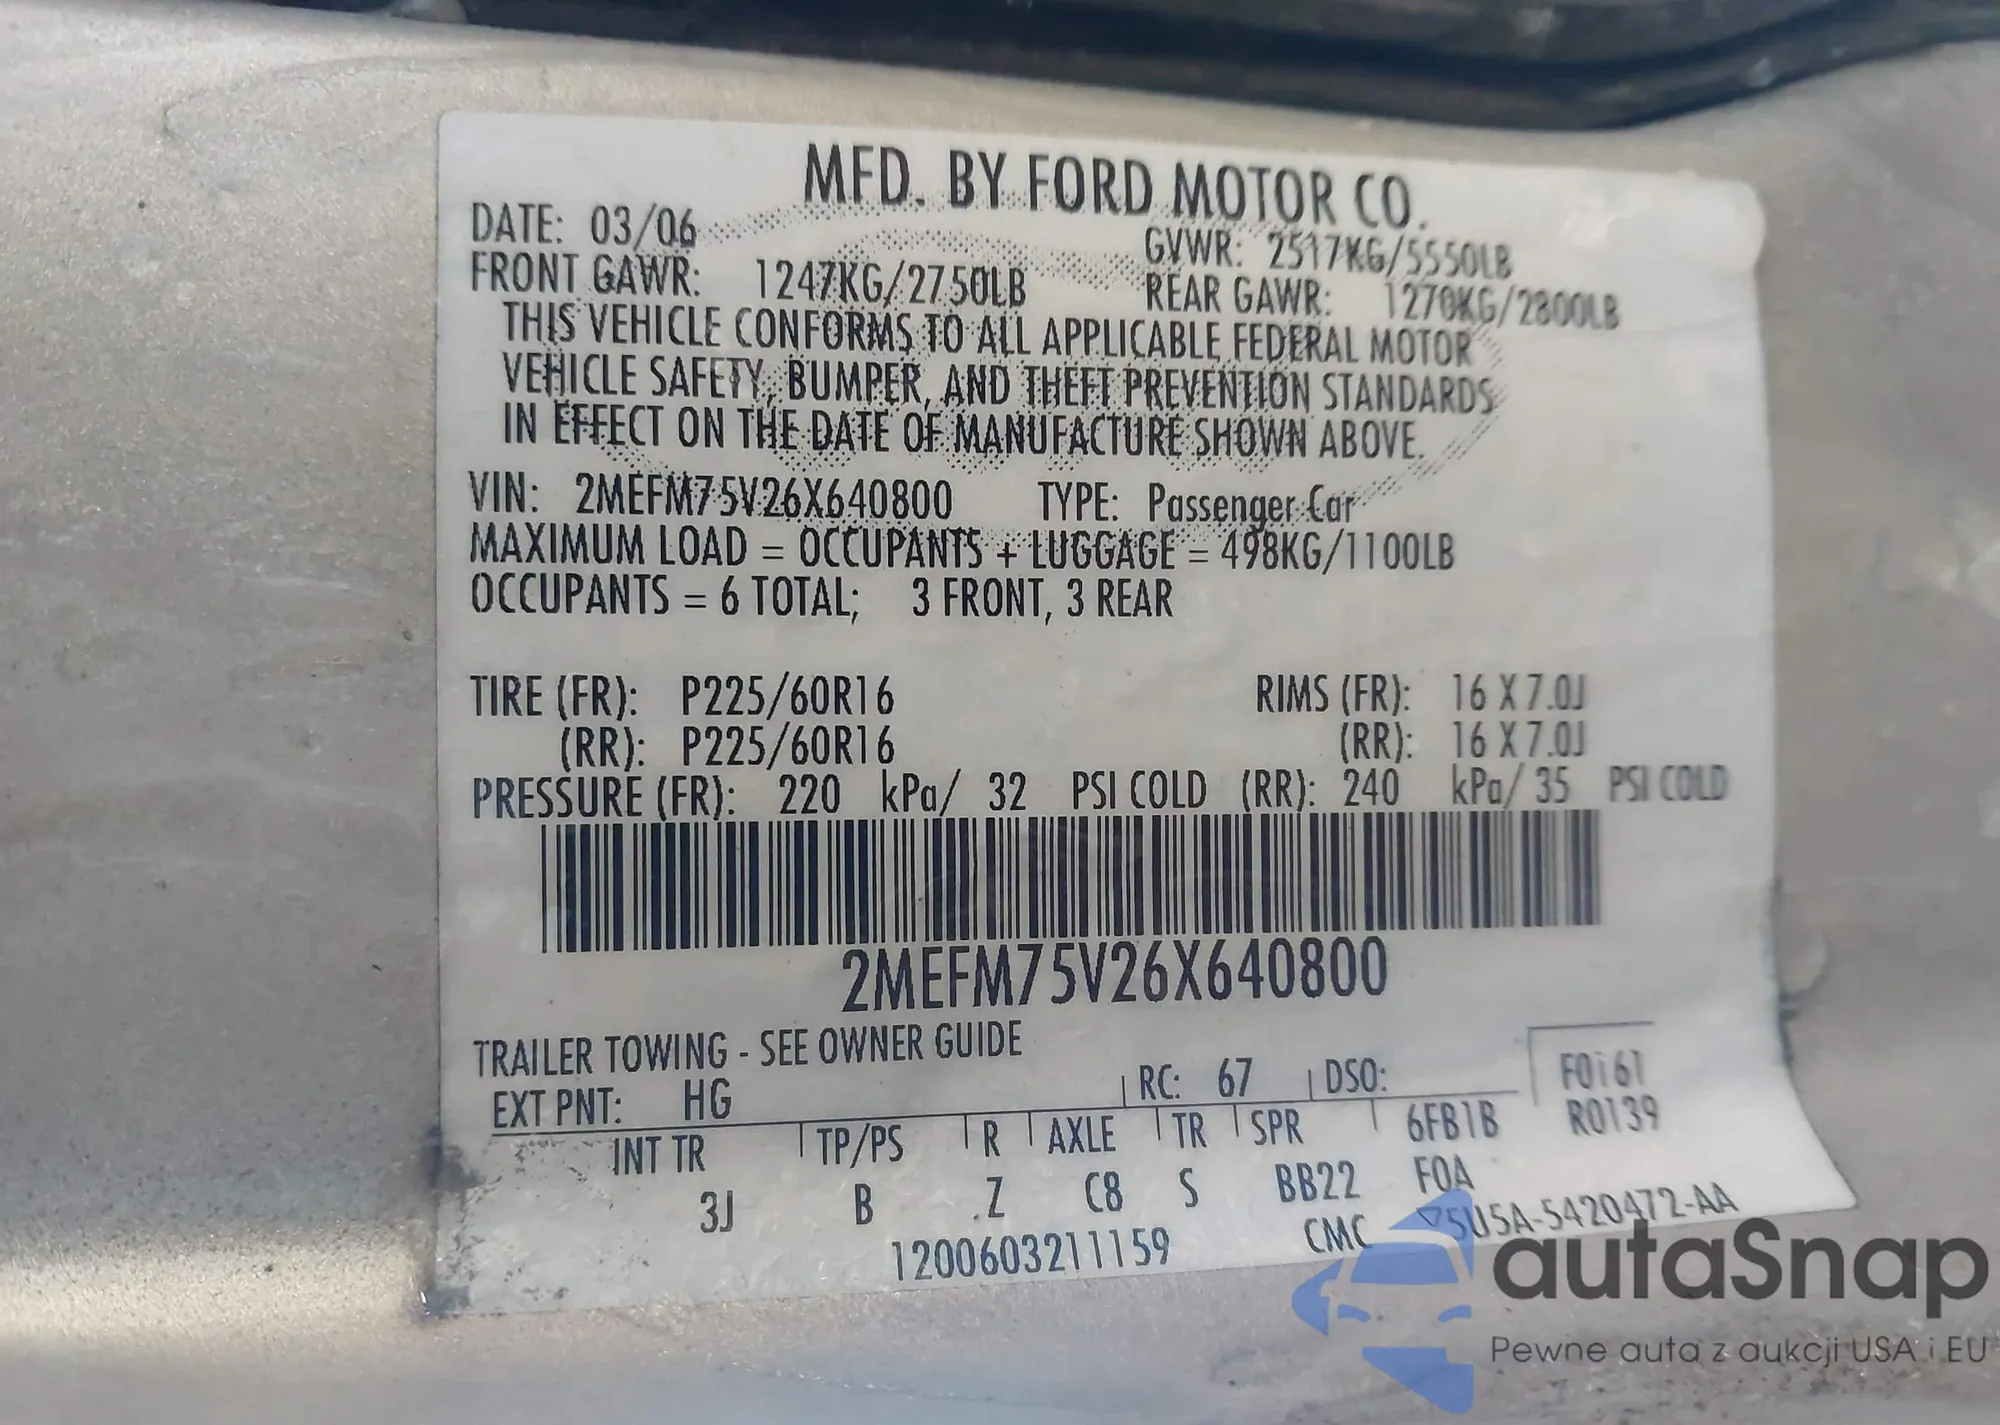 MFD. BY FORD MOTOR CO.
DATE: 03/06 GVWR: 2517KG/5550LB
FRONT GAWR: 1247KG/2750LB REAR GAWR: 1270KG/2800LB
THIS VEHICLE CONFORMS TO ALL APPLICABLE FEDERAL MOTOR
VEHICLE SAFETY, BUMPER, AND THEFT PREVENTION STANDARDS
IN EFFECT ON THE DATE OF MANUFACTURE SHOWN ABOVE.
VIN: 2MEFM75V26X640800 TYPE: Passenger Car
MAXIMUM LOAD = OCCUPANTS + LUGGAGE = 498KG/1100LB
OCCUPANTS = 6 TOTAL; 3 FRONT, 3 REAR
TIRE (FR): P225/60R16 RIMS (FR): 16 X 7.0J
(RR): P225/60R16 (RR): 16 X 7.0J
PRESSURE (FR): 220 kPa/ 32 PSI COLD (RR): 240 kPa/ 35 PSI COLD
2MEFM75V26X640800
TRAILER TOWING - SEE OWNER GUIDE
EXT PNT: HG RC: 67 DSO: F0161
INT TR TP/PS R AXLE TR SPR 6FB1B R0139
3J B Z C8 S BB22 F0A
1200603211159 CMC 5U5A-5420472-AA
autaSnap
Pewne auta z aukcji USA i EU